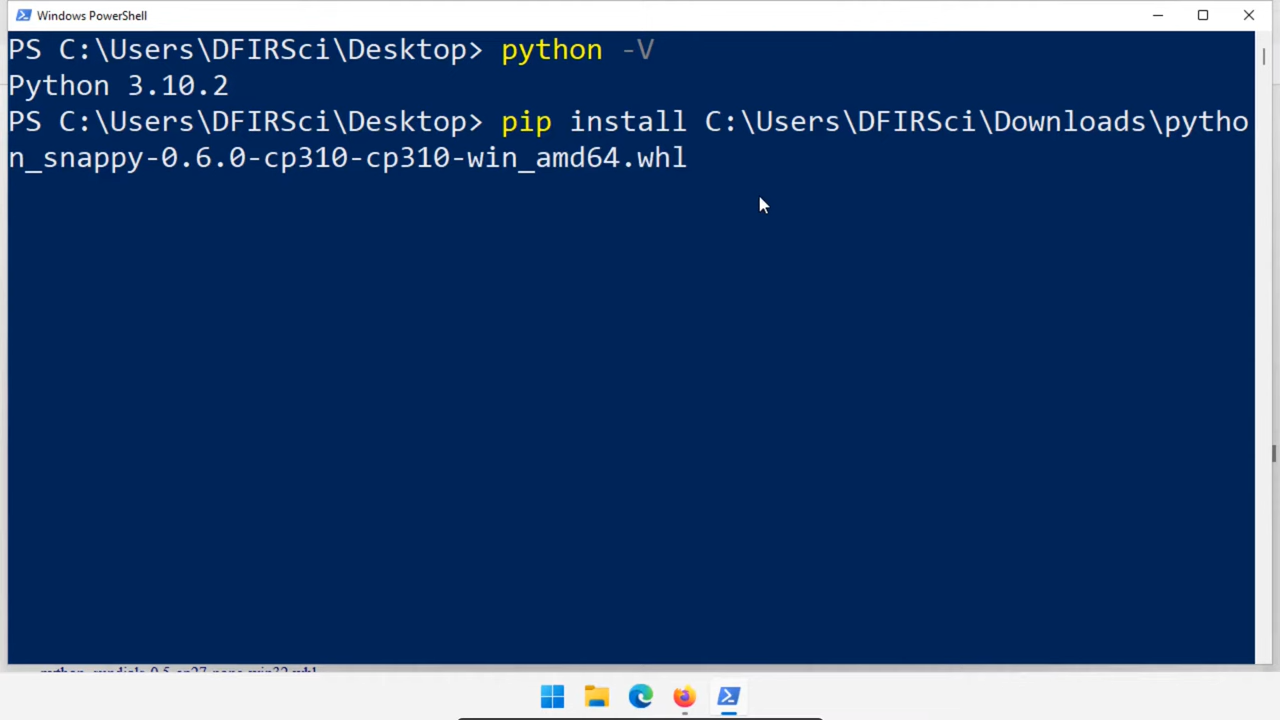 Windows PowerShell
PS C:\Users\DFIRSci\Desktop> python -V
Python 3.10.2
PS C:\Users\DFIRSci\Desktop> pip install C:\Users\DFIRSci\Downloads\pytho
n_snappy-0.6.0-cp310-cp310-win_amd64.whl